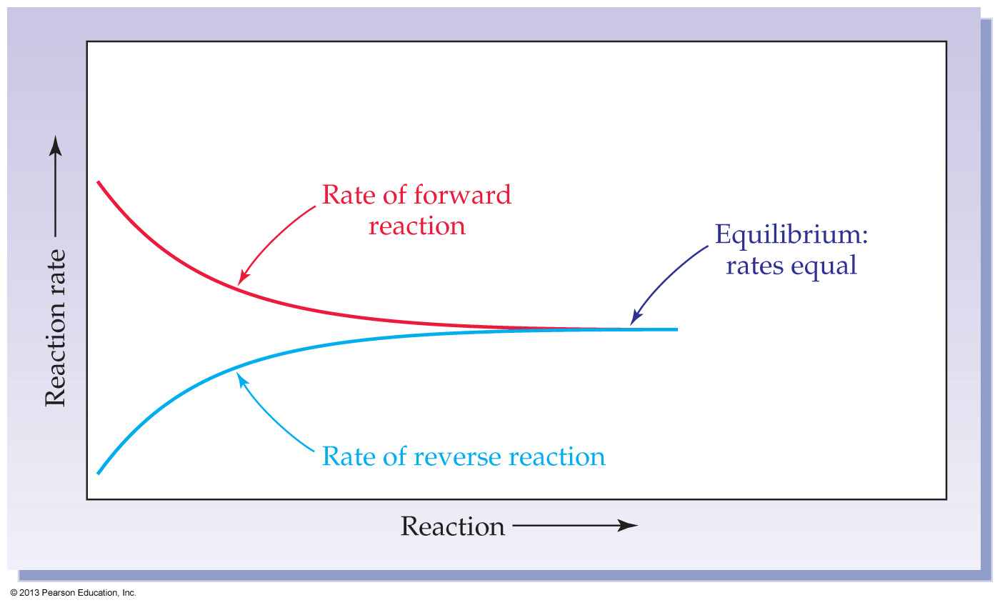 Rate of forward
reaction
Equilibrium:
rates equal
Reaction rate
Rate of reverse reaction
Reaction
© 2013 Pearson Education, Inc.